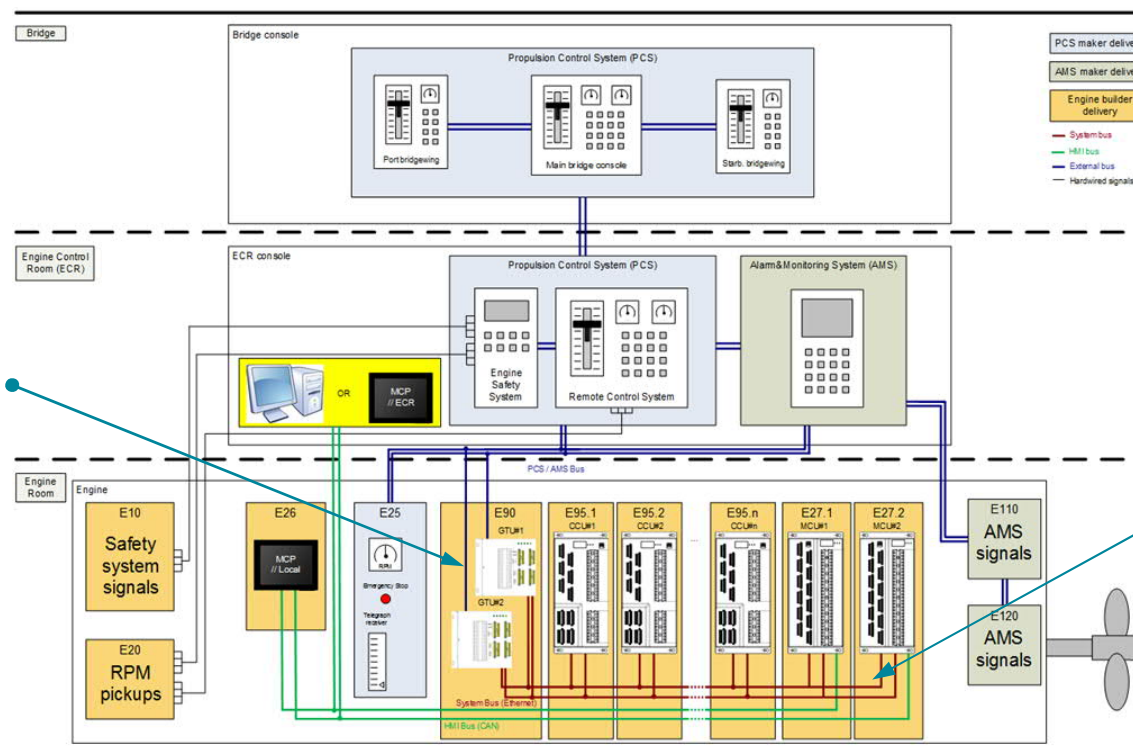 Bridge
Bridge console
Propulsion Control System (PCS)
Port bridgewing
Main bridge console
Starb. bridgewing
PCS maker delive
AMS maker delive
Engine builder
delivery
System bus
HMI bus
External bus
Hardwired signals
Engine Control
Room (ECR)
ECR console
Propulsion Control System (PCS)
Alarm&Monitoring System (AMS)
Engine
Safety
System
Remote Control System
OR
MCP
// ECR
PCS / AMS Bus
Engine
Room
Engine
E10
Safety
system
signals
E20
RPM
pickups
E26
MCP
// Local
E25
RPM
Emergency Stop
Telegraph
receiver
E90
GTU#1
GTU#2
E95.1
CCU#1
E95.2
CCU#2
...
E95.n
CCU#n
E27.1
MCU#1
E27.2
MCU#2
E110
AMS
signals
E120
AMS
signals
System Bus (Ethernet)
HMI Bus (CAN)